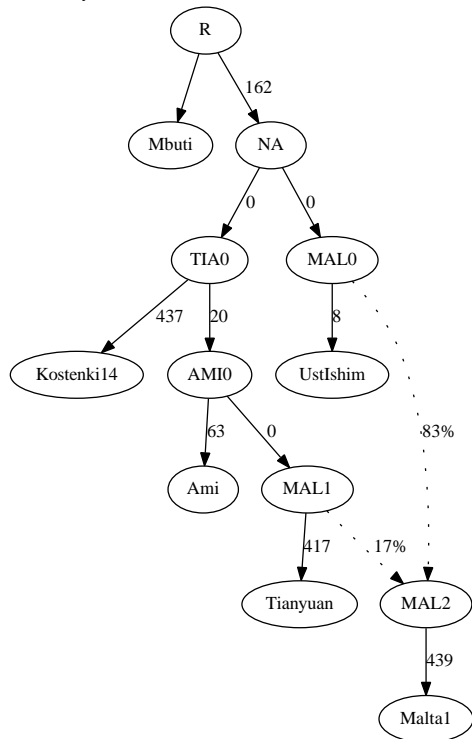 R
162
Mbuti
NA
0
0
TIA0
MAL0
437
20
8
Kostenki14
AMI0
UstIshim
63
0
83%
Ami
MAL1
417
17%
Tianyuan
MAL2
439
Malta1